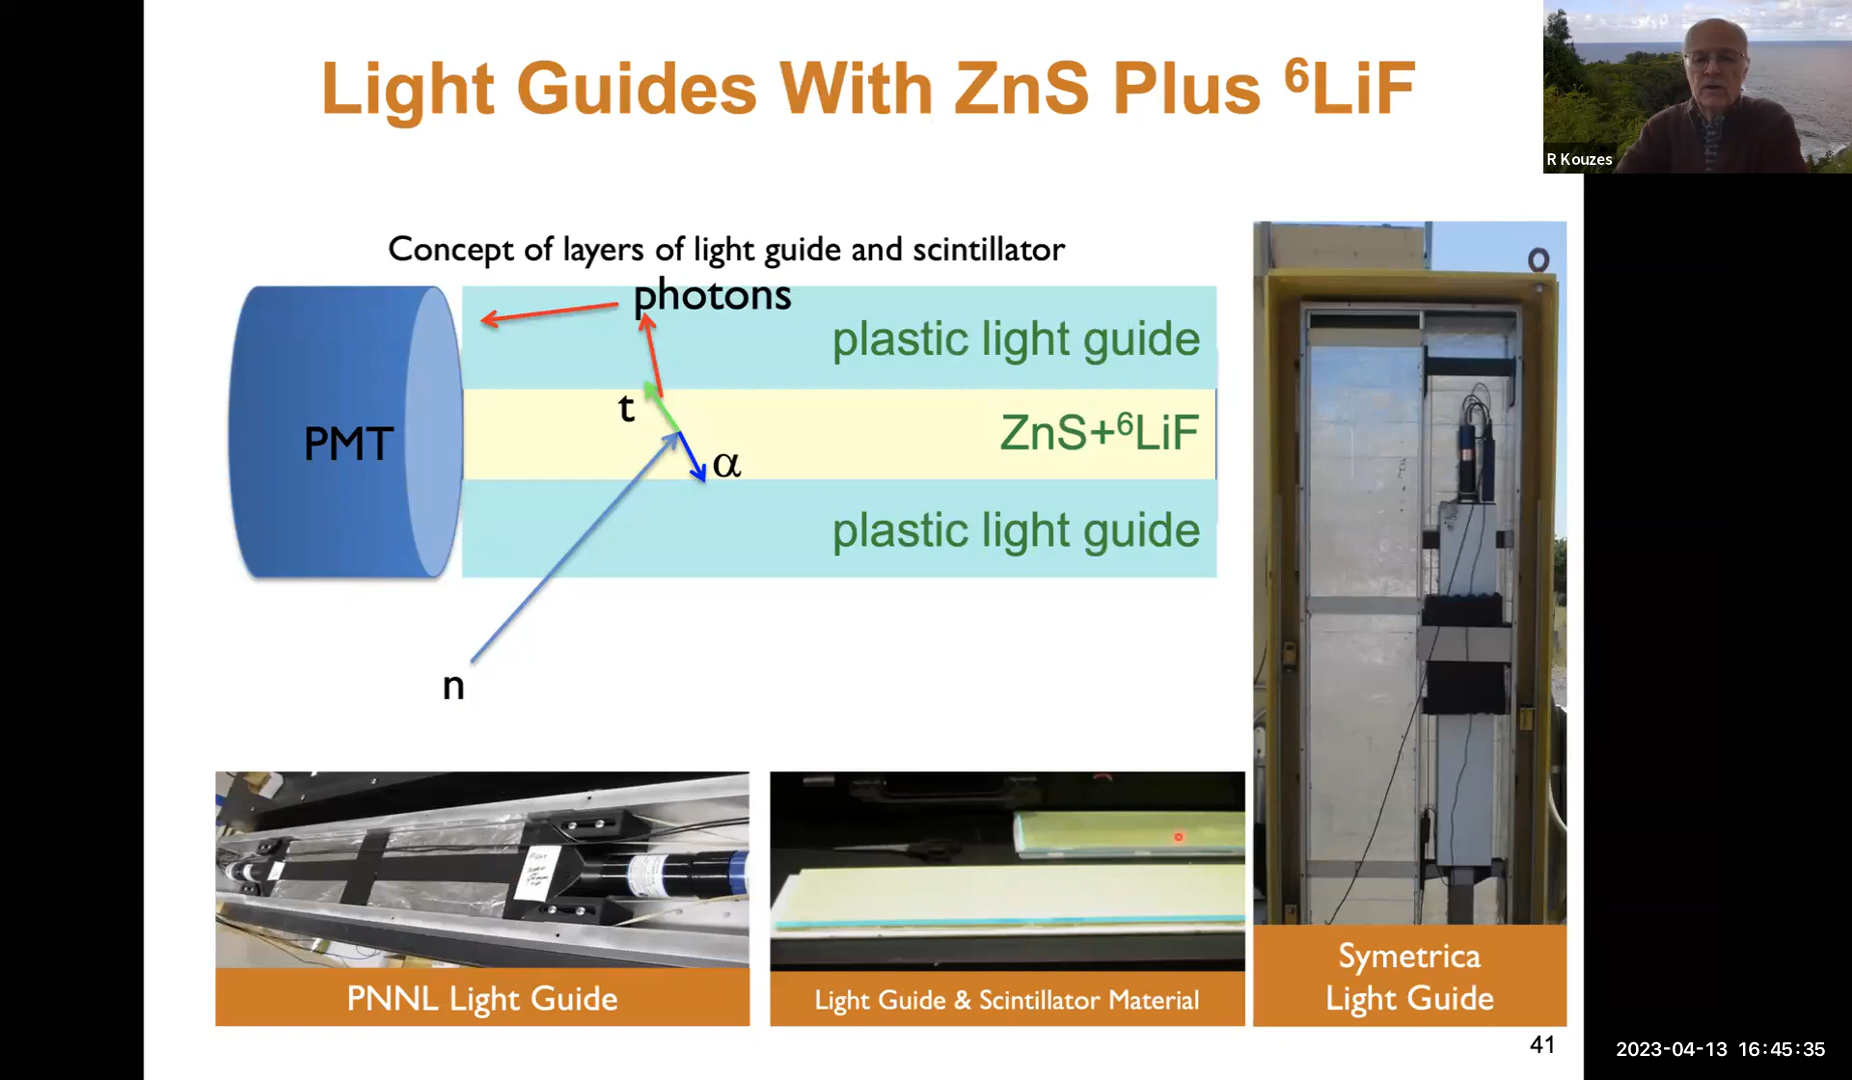 Light Guides With ZnS Plus ⁶LiF
R Kouzes
Concept of layers of light guide and scintillator
photons
plastic light guide
t
PMT
ZnS+⁶LiF
α
plastic light guide
n
PNNL Light Guide
Light Guide & Scintillator Material
Symetrica
Light Guide
41
2023-04-13 16:45:35